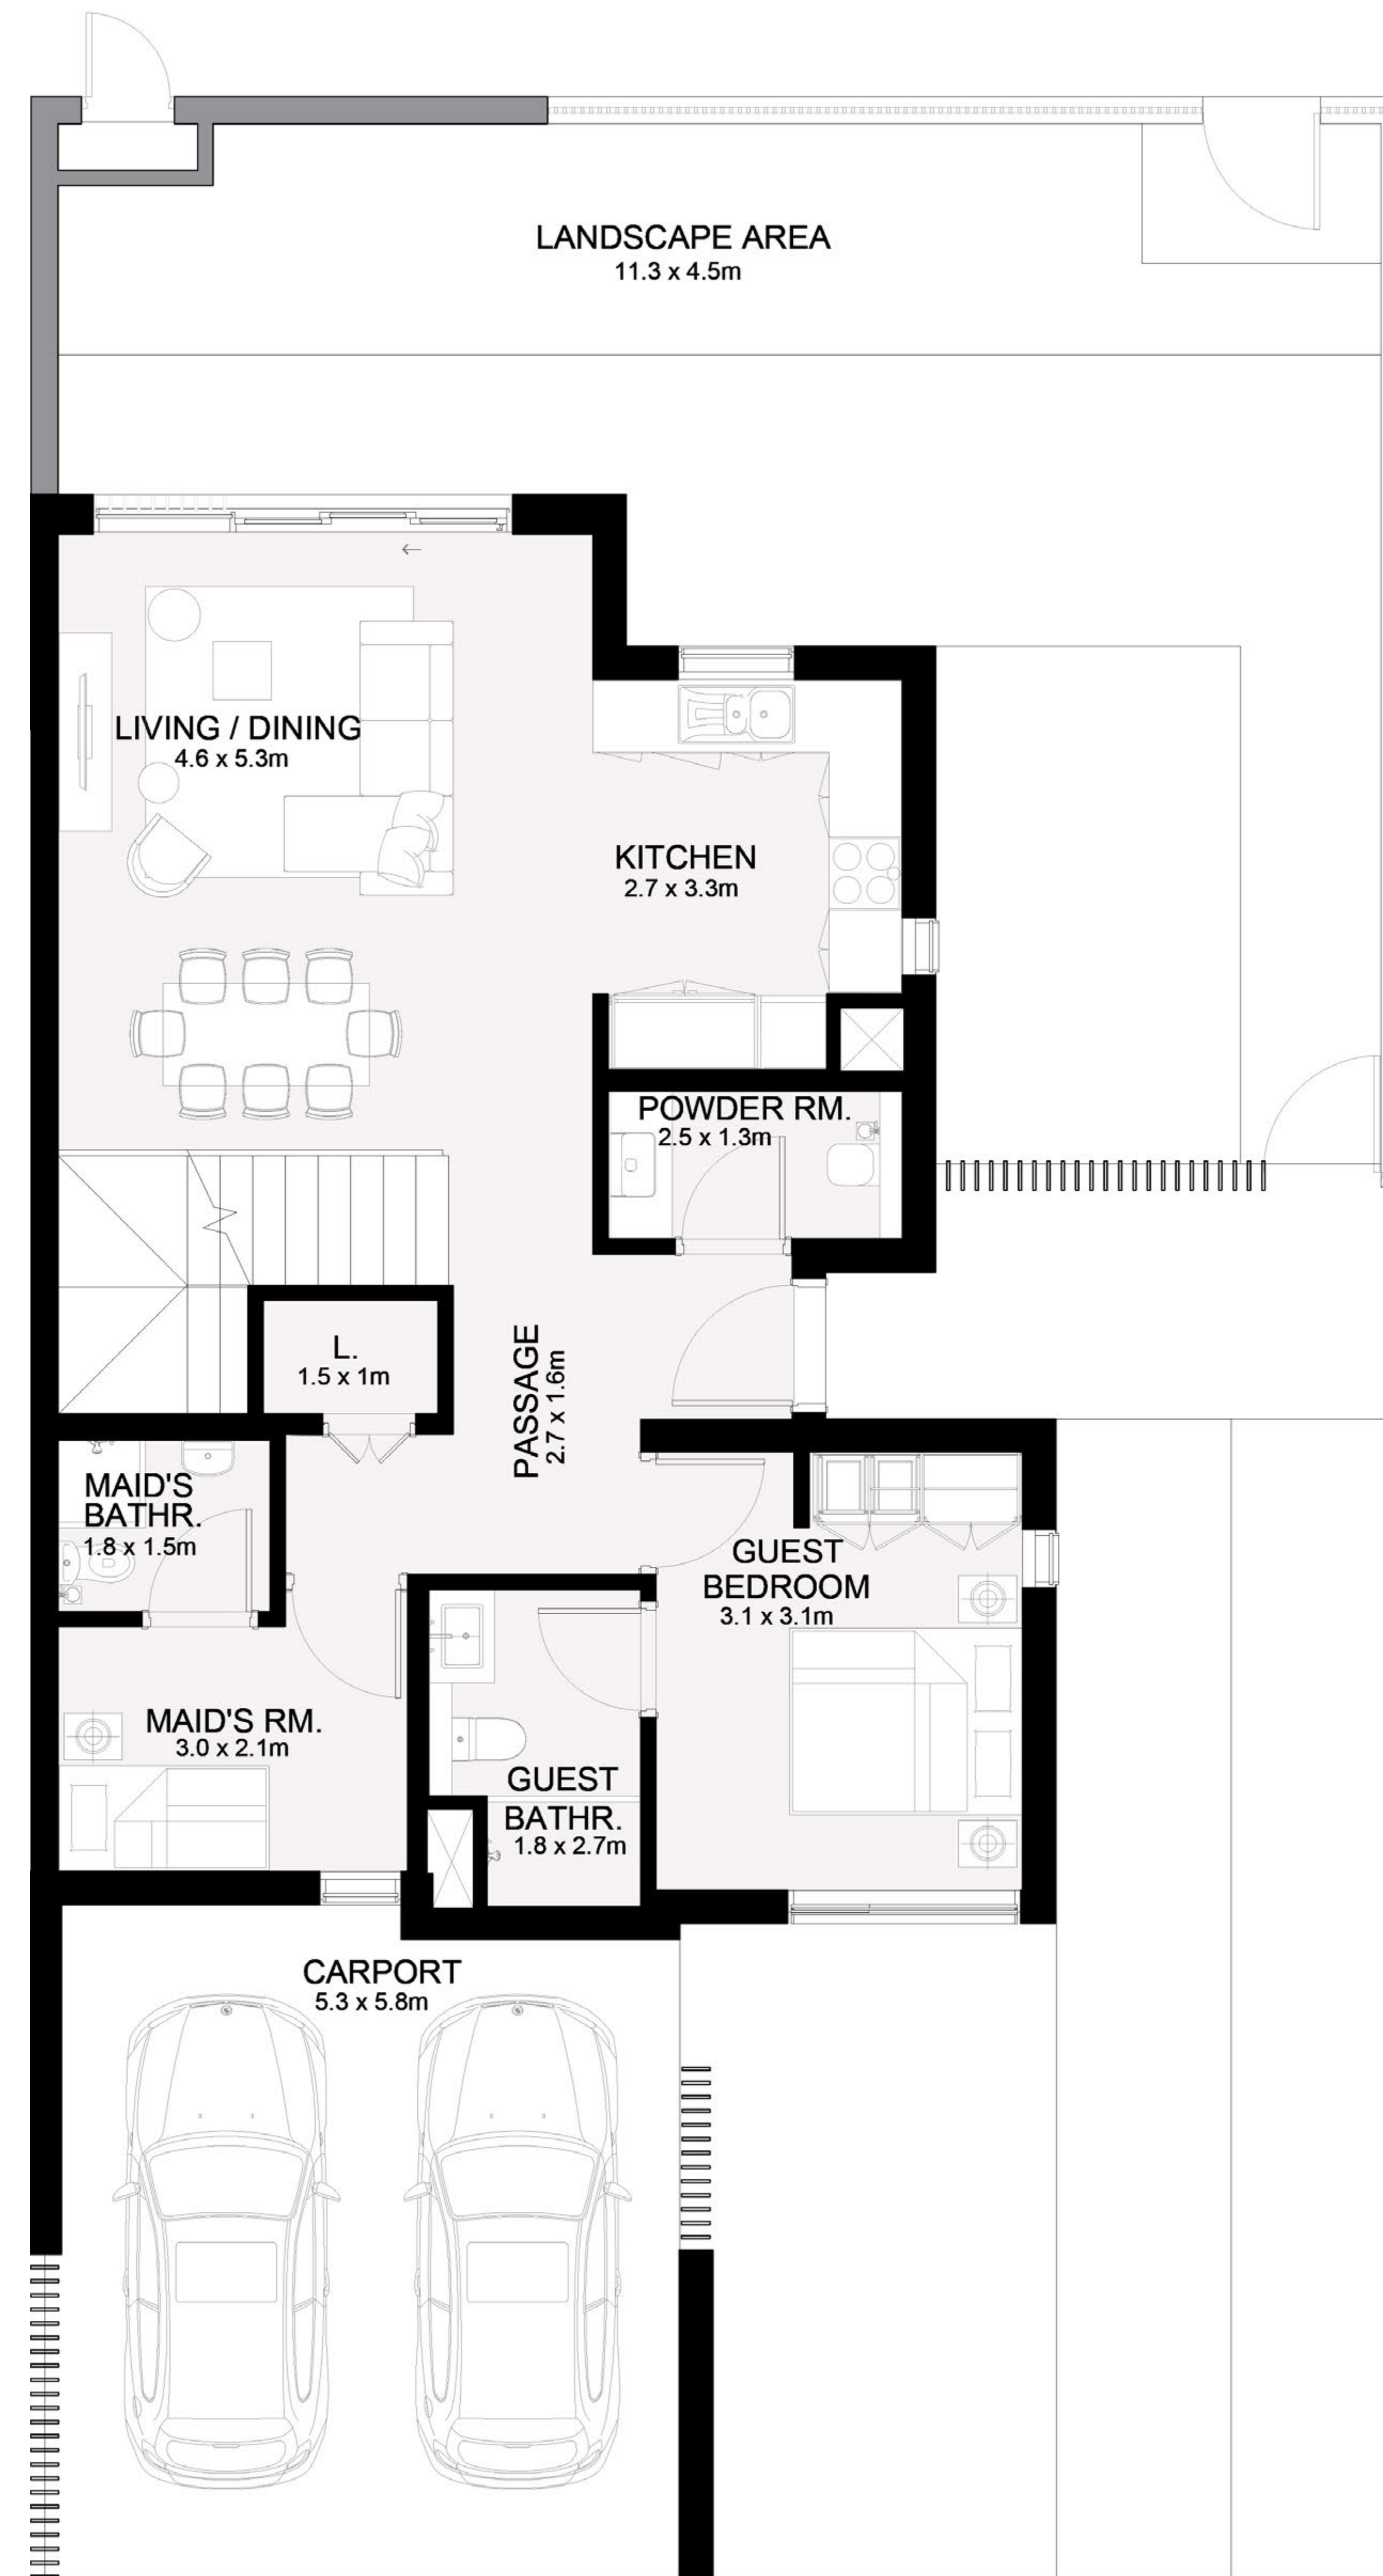 LANDSCAPE AREA
11.3 x 4.5m
LIVING / DINING
4.6 x 5.3m
KITCHEN
2.7 x 3.3m
POWDER RM.
2.5 x 1.3m
L.
1.5 x 1m
PASSAGE
2.7 x 1.6m
MAID'S
BATHR.
1.8 x 1.5m
GUEST
BEDROOM
3.1 x 3.1m
MAID'S RM.
3.0 x 2.1m
GUEST
BATHR.
1.8 x 2.7m
CARPORT
5.3 x 5.8m